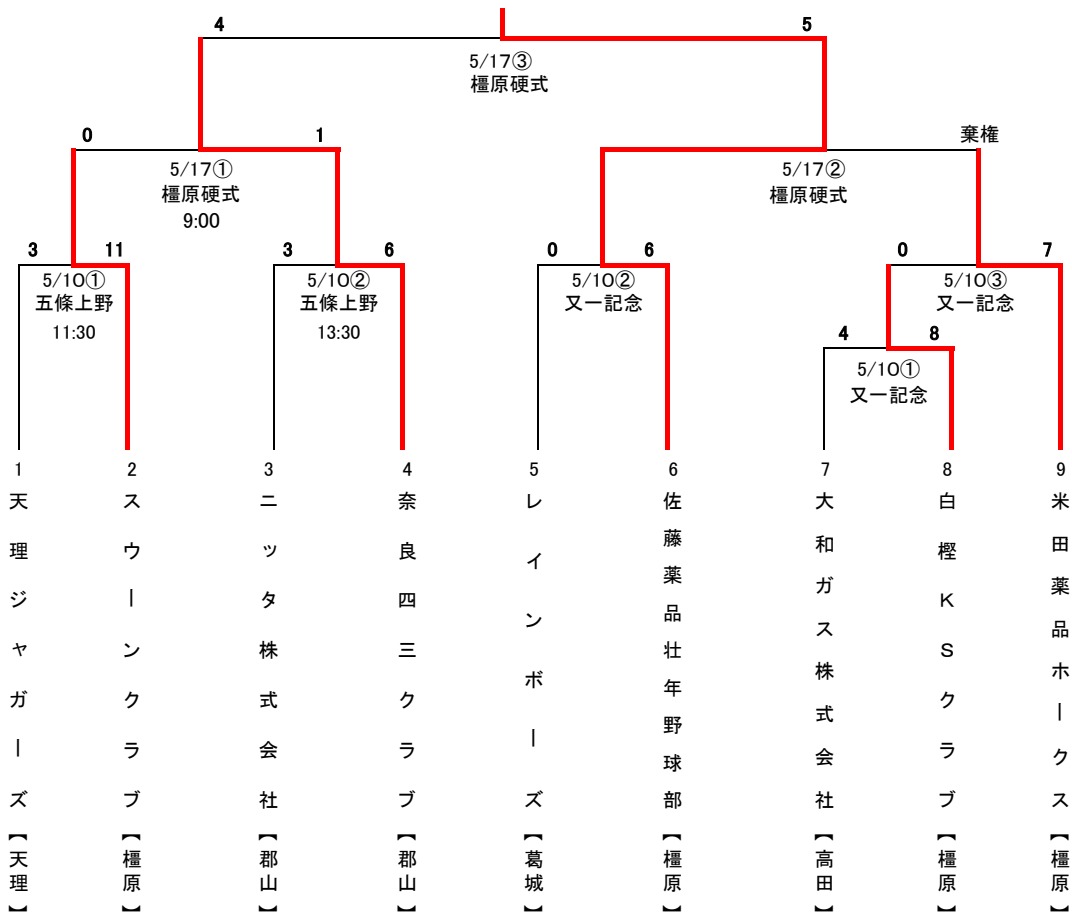 4 5
5/17③
橿原硬式
0 1 棄権
5/17① 5/17②
橿原硬式 橿原硬式
9:00
3 11 3 6 0 6 0 7
5/10① 5/10② 5/10② 5/10③
五條上野 五條上野 又一記念 又一記念
11:30 13:30
4 8
5/10①
又一記念
1 2 3 4 5 6 7 8 9
天理ジャガーズ【天理】
スウーンクラブ【橿原】
ニッタ株式会社【郡山】
奈良四三クラブ【郡山】
レインボーズ【葛城】
佐藤薬品壮年野球部【橿原】
大和ガス株式会社【高田】
白樫KSクラブ【橿原】
米田薬品ホークス【橿原】